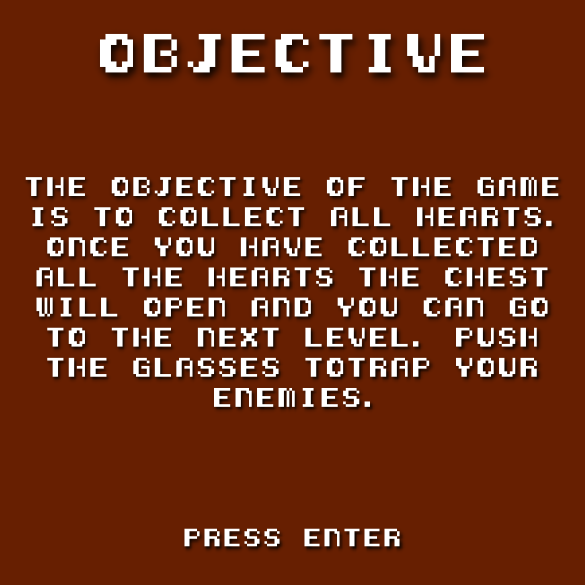 OBJECTIVE
THE OBJECTIVE OF THE GAME
IS TO COLLECT ALL HEARTS.
ONCE YOU HAVE COLLECTED
ALL THE HEARTS THE CHEST
WILL OPEN AND YOU CAN GO
TO THE NEXT LEVEL.  PUSH
THE GLASSES TOTRAP YOUR
ENEMIES.
PRESS ENTER